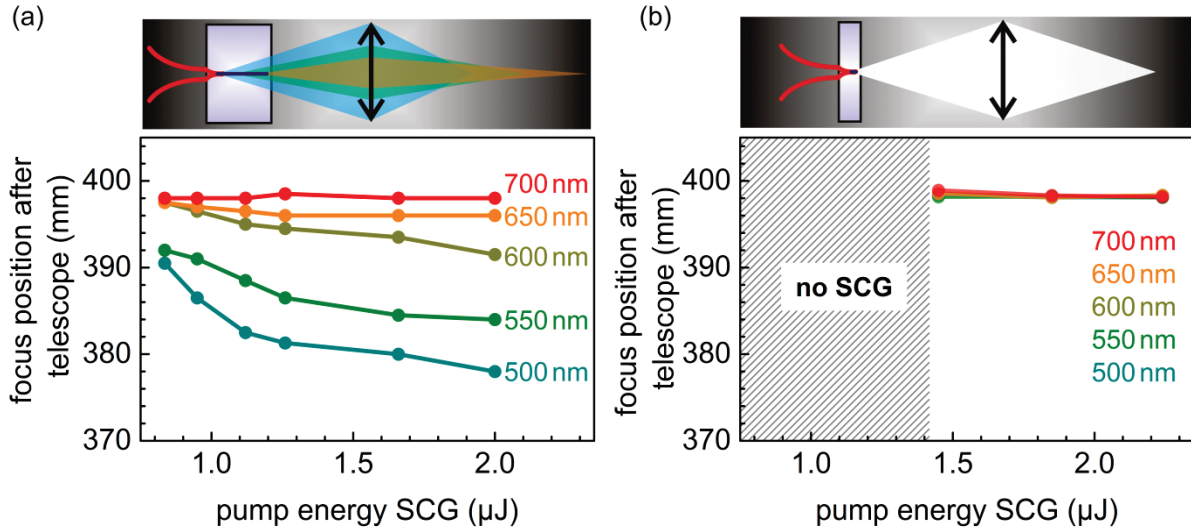 (a)
focus position after
telescope (mm)
400
390
380
370
700 nm
650 nm
600 nm
550 nm
500 nm
1.0
1.5
2.0
pump energy SCG (µJ)
(b)
focus position after
telescope (mm)
400
390
380
370
no SCG
700 nm
650 nm
600 nm
550 nm
500 nm
1.0
1.5
2.0
pump energy SCG (µJ)